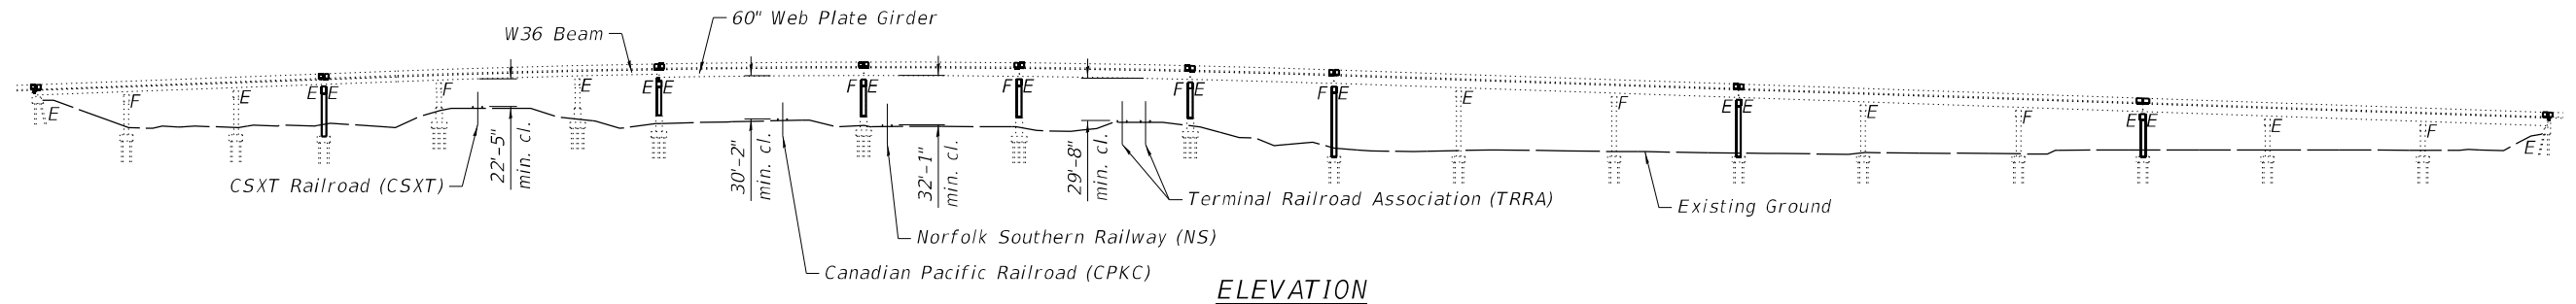 60" Web Plate Girder
W36 Beam
E
F
E
E E
F
E
E E
F E
F E
F E
F E
E
F
E E
E
F
E E
E
F
E
22'-5"
min. cl.
30'-2"
min. cl.
32'-1"
min. cl.
29'-8"
min. cl.
CSXT Railroad (CSXT)
Terminal Railroad Association (TRRA)
Existing Ground
Norfolk Southern Railway (NS)
Canadian Pacific Railroad (CPKC)
ELEVATION